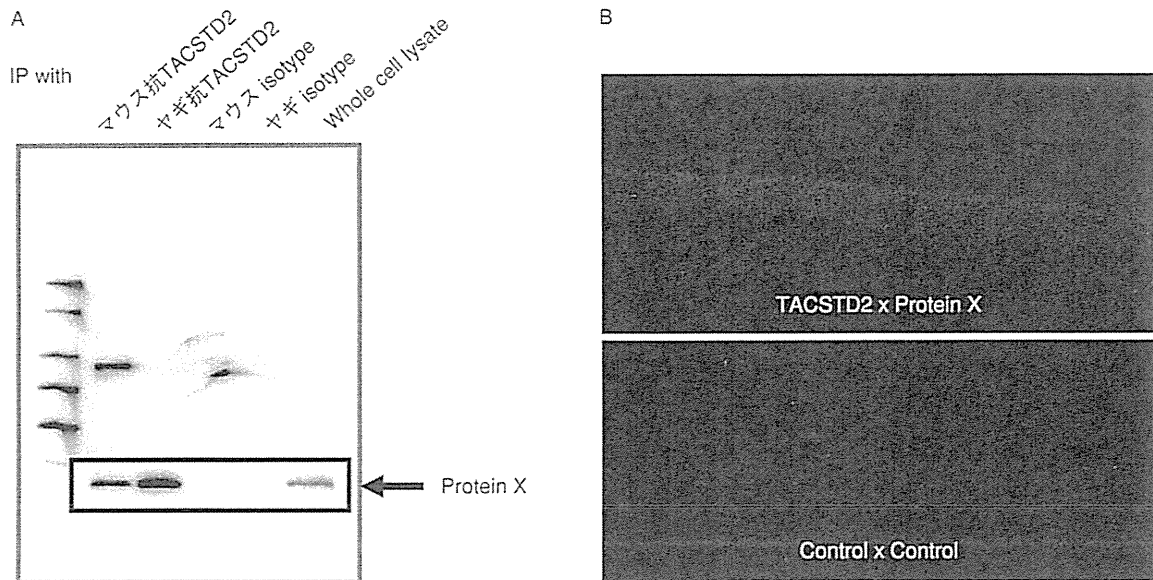 A
IP with
マウス抗TACSTD2
ヤギ抗TACSTD2
マウス isotype
ヤギ isotype
Whole cell lysate
Protein X
B
TACSTD2 x Protein X
Control x Control